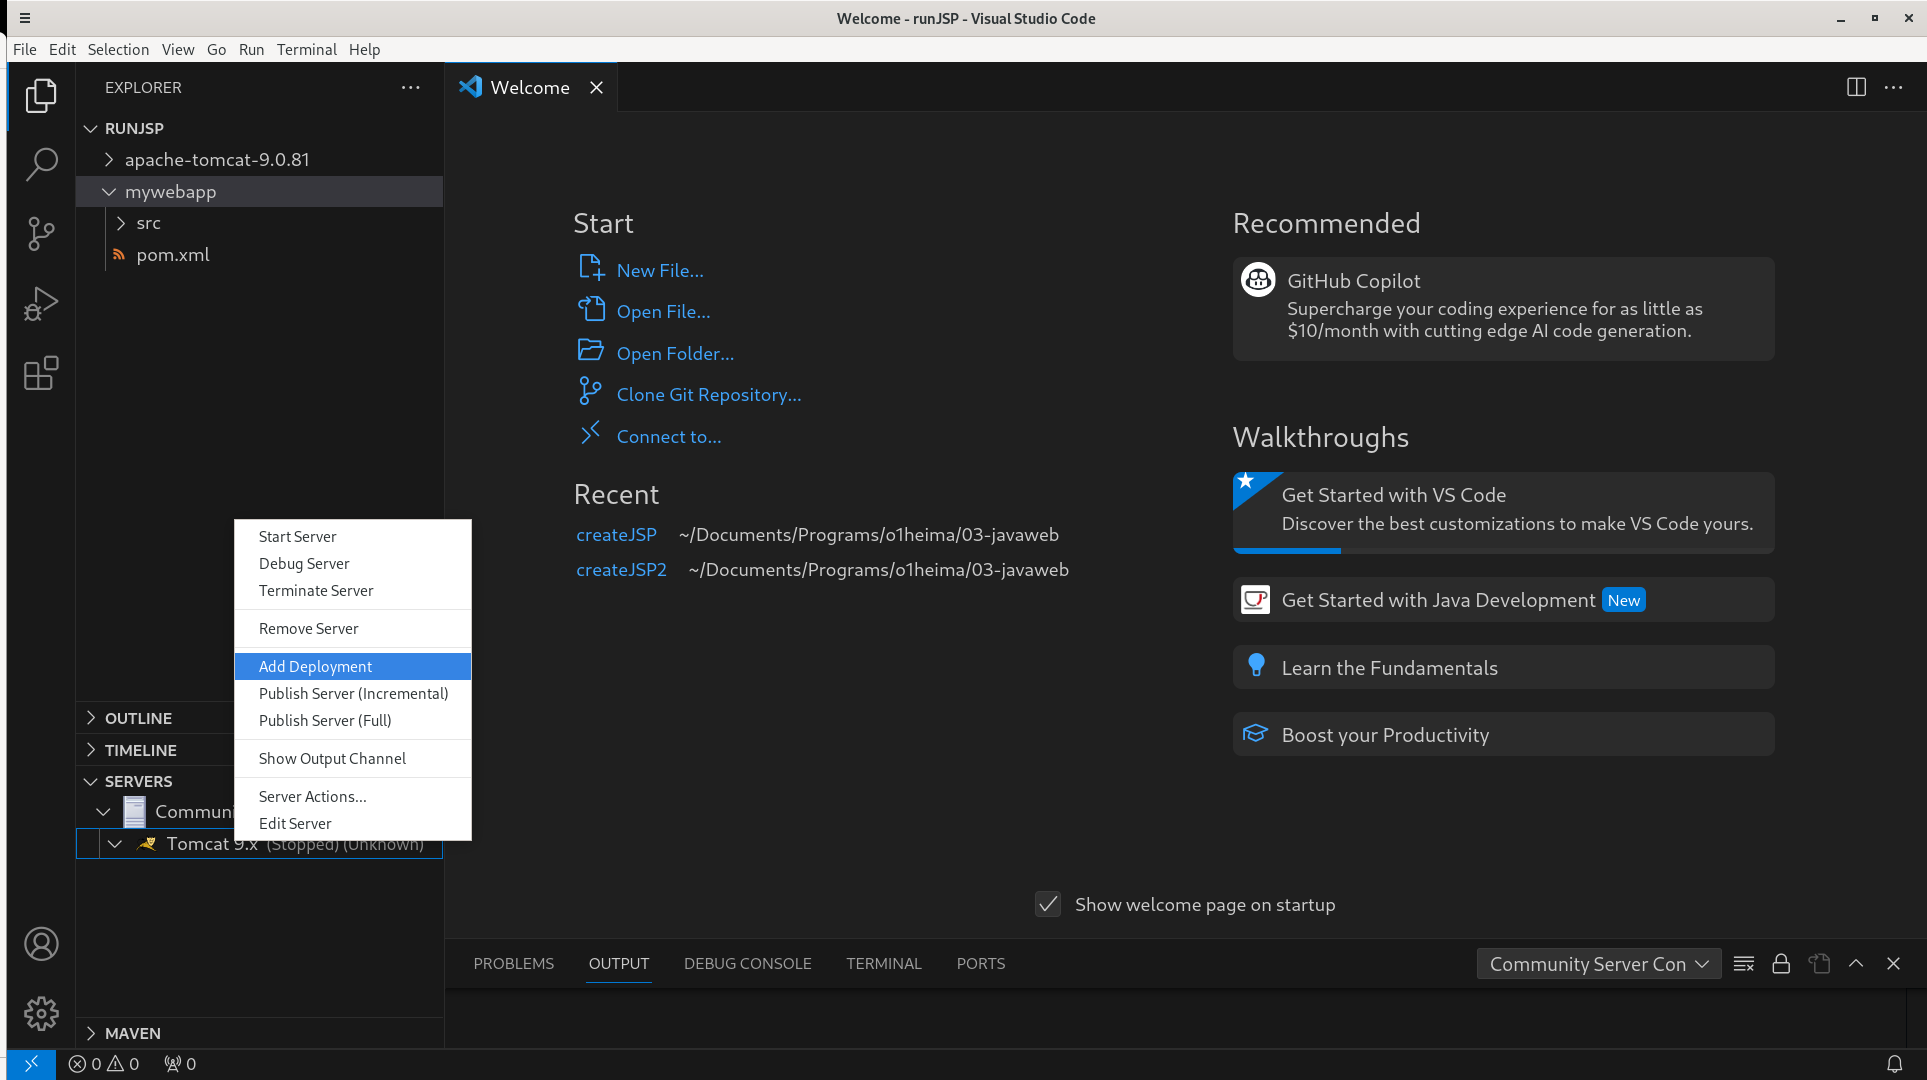 Welcome - runJSP - Visual Studio Code
File Edit Selection View Go Run Terminal Help
EXPLORER
RUNJSP
apache-tomcat-9.0.81
mywebapp
src
pom.xml
OUTLINE
TIMELINE
SERVERS
Communi
Tomcat 9.x (Stopped) (Unknown)
MAVEN
Start Server
Debug Server
Terminate Server
Remove Server
Add Deployment
Publish Server (Incremental)
Publish Server (Full)
Show Output Channel
Server Actions...
Edit Server
Welcome
Start
New File...
Open File...
Open Folder...
Clone Git Repository...
Connect to...
Recent
createJSP ~/Documents/Programs/o1heima/03-javaweb
createJSP2 ~/Documents/Programs/o1heima/03-javaweb
Recommended
GitHub Copilot
Supercharge your coding experience for as little as
$10/month with cutting edge AI code generation.
Walkthroughs
Get Started with VS Code
Discover the best customizations to make VS Code yours.
Get Started with Java Development New
Learn the Fundamentals
Boost your Productivity
Show welcome page on startup
PROBLEMS OUTPUT DEBUG CONSOLE TERMINAL PORTS
Community Server Con
0 0 0